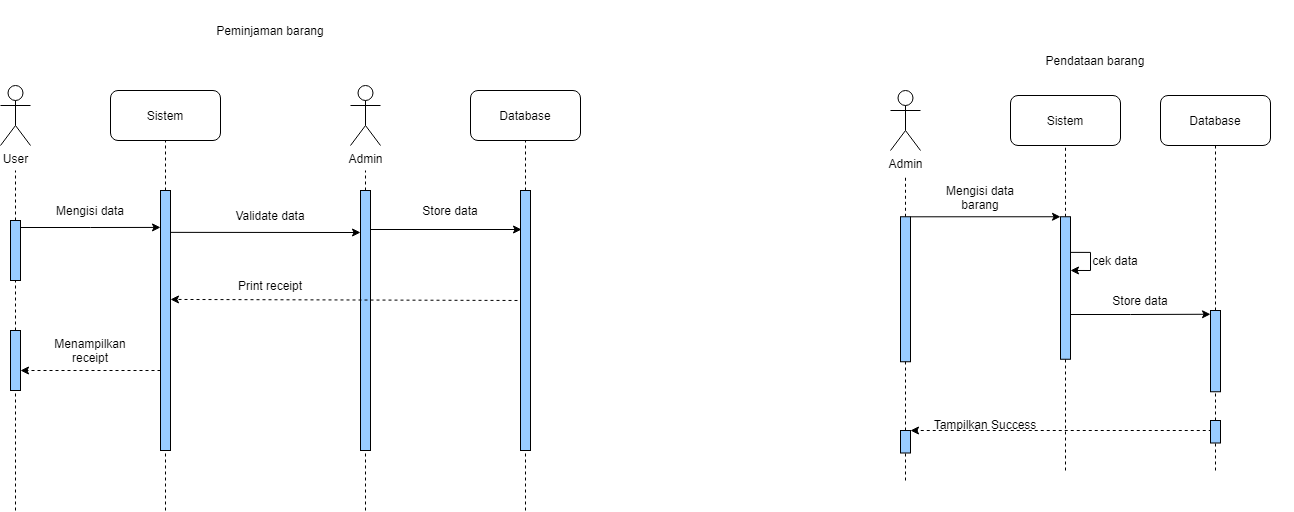 Peminjaman barang
User
Sistem
Admin
Database
Mengisi data
Validate data
Store data
Print receipt
Menampilkan
receipt
Pendataan barang
Admin
Sistem
Database
Mengisi data
barang
cek data
Store data
Tampilkan Success